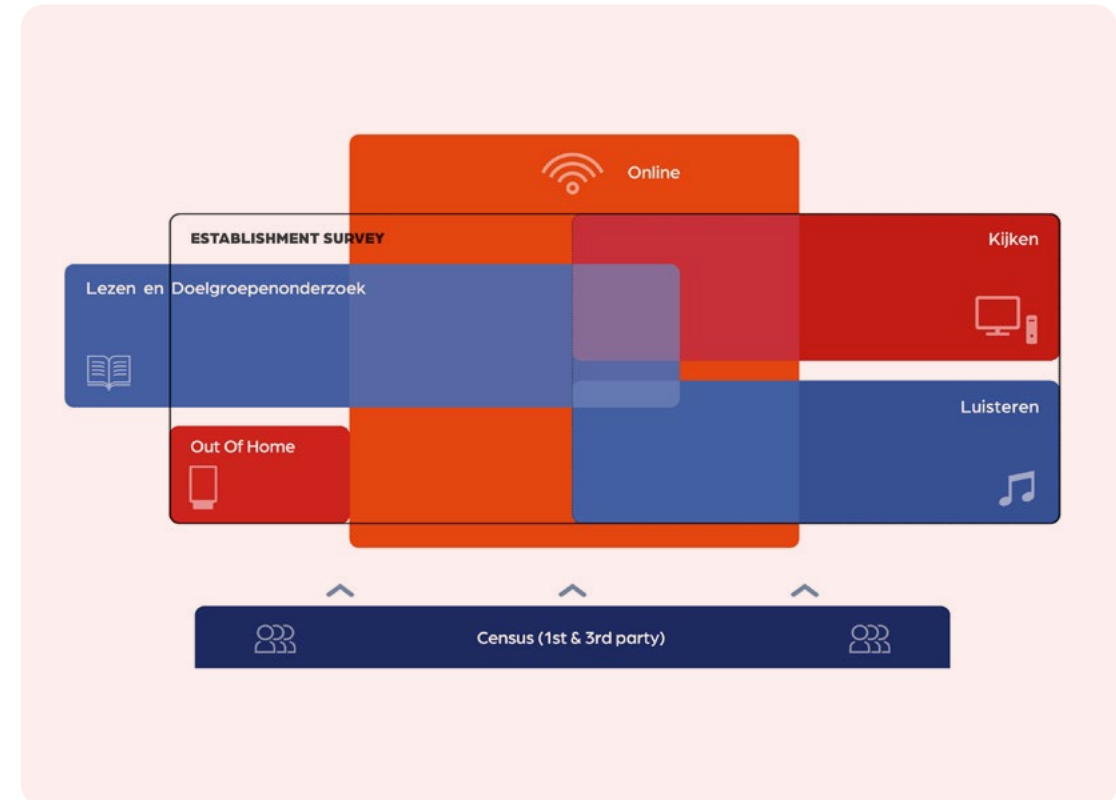 Online
ESTABLISHMENT SURVEY
Kijken
Lezen en Doelgroepenonderzoek
Luisteren
Out Of Home
Census (1st & 3rd party)